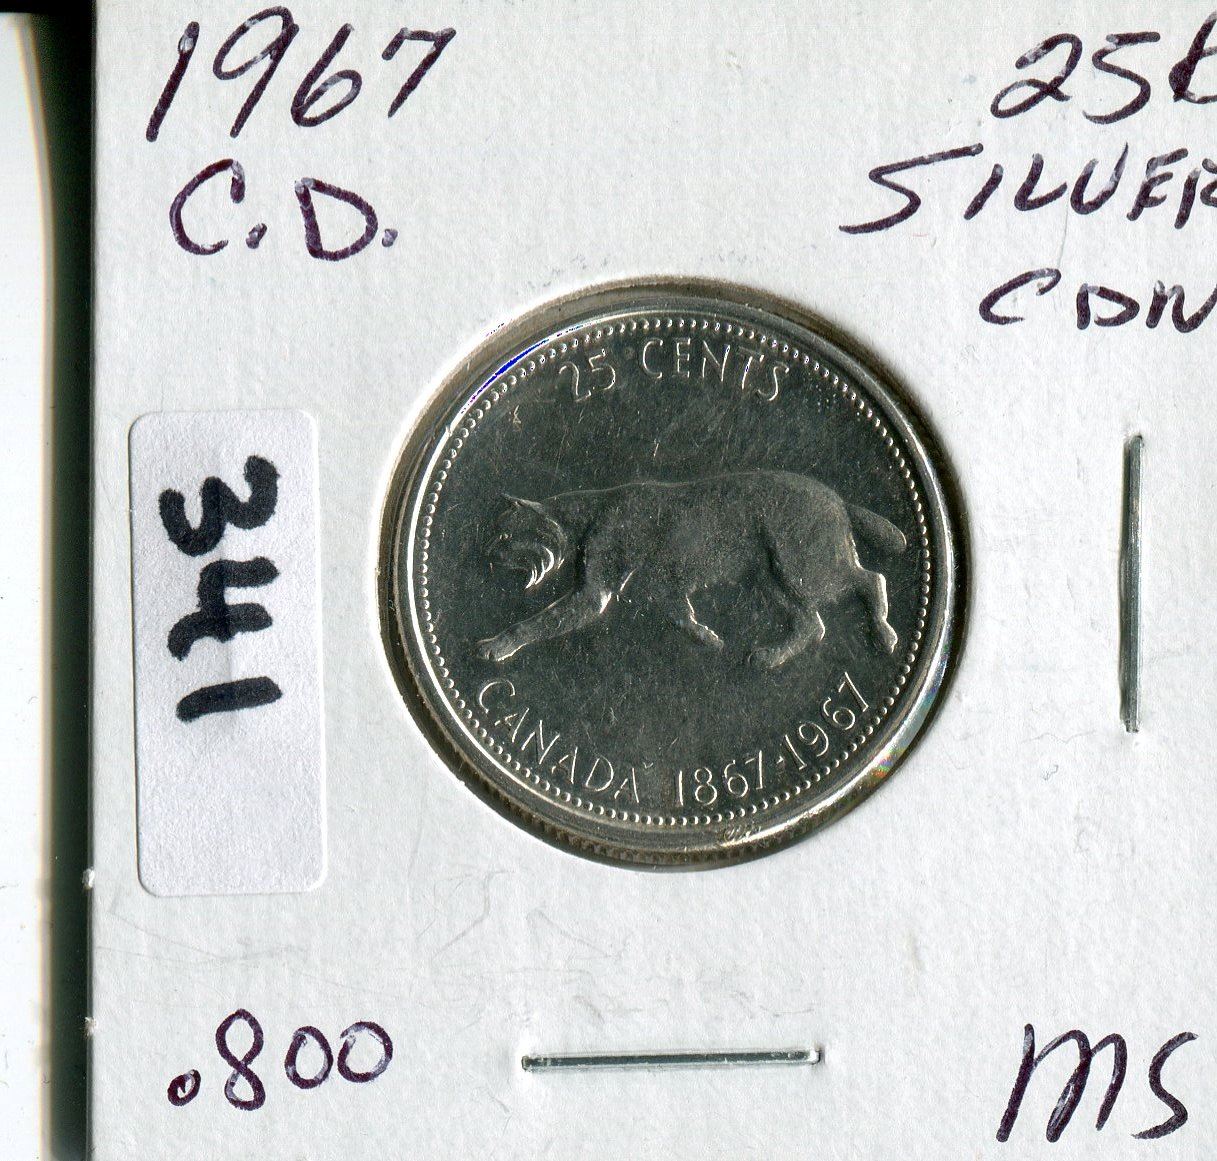 1967
25¢
C.D.
SILVER
CDN
25 CENTS
CANADA 1867-1967
341
.800
MS